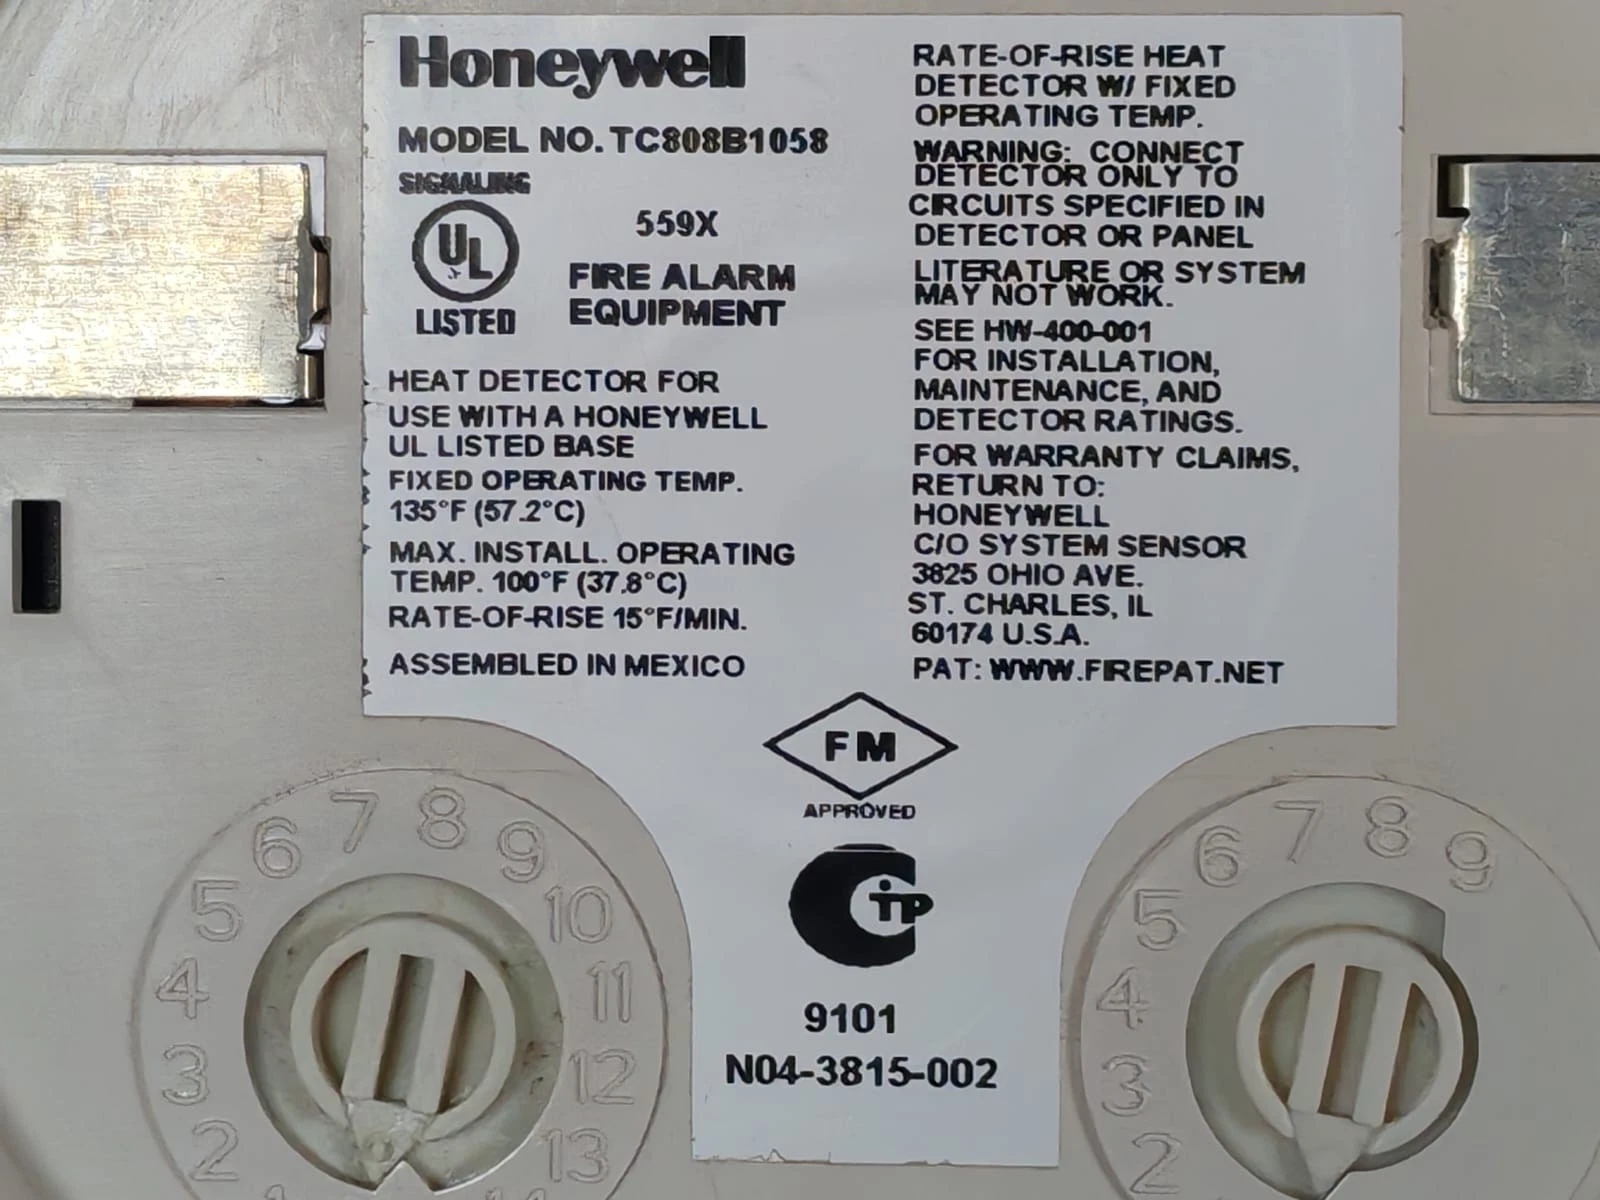 Honeywell
MODEL NO. TC808B1058
SIGNALING
UL
LISTED
559X
FIRE ALARM
EQUIPMENT
HEAT DETECTOR FOR
USE WITH A HONEYWELL
UL LISTED BASE
FIXED OPERATING TEMP.
135°F (57.2°C)
MAX. INSTALL. OPERATING
TEMP. 100°F (37.8°C)
RATE-OF-RISE 15°F/MIN.
ASSEMBLED IN MEXICO
RATE-OF-RISE HEAT
DETECTOR W/ FIXED
OPERATING TEMP.
WARNING: CONNECT
DETECTOR ONLY TO
CIRCUITS SPECIFIED IN
DETECTOR OR PANEL
LITERATURE OR SYSTEM
MAY NOT WORK.
SEE HW-400-001
FOR INSTALLATION,
MAINTENANCE, AND
DETECTOR RATINGS.
FOR WARRANTY CLAIMS,
RETURN TO:
HONEYWELL
C/O SYSTEM SENSOR
3825 OHIO AVE.
ST. CHARLES, IL
60174 U.S.A.
PAT: WWW.FIREPAT.NET
FM
APPROVED
9101
N04-3815-002
2 3 4 5 6 7 8 9 10 11 12 13
2 3 4 5 6 7 8 9